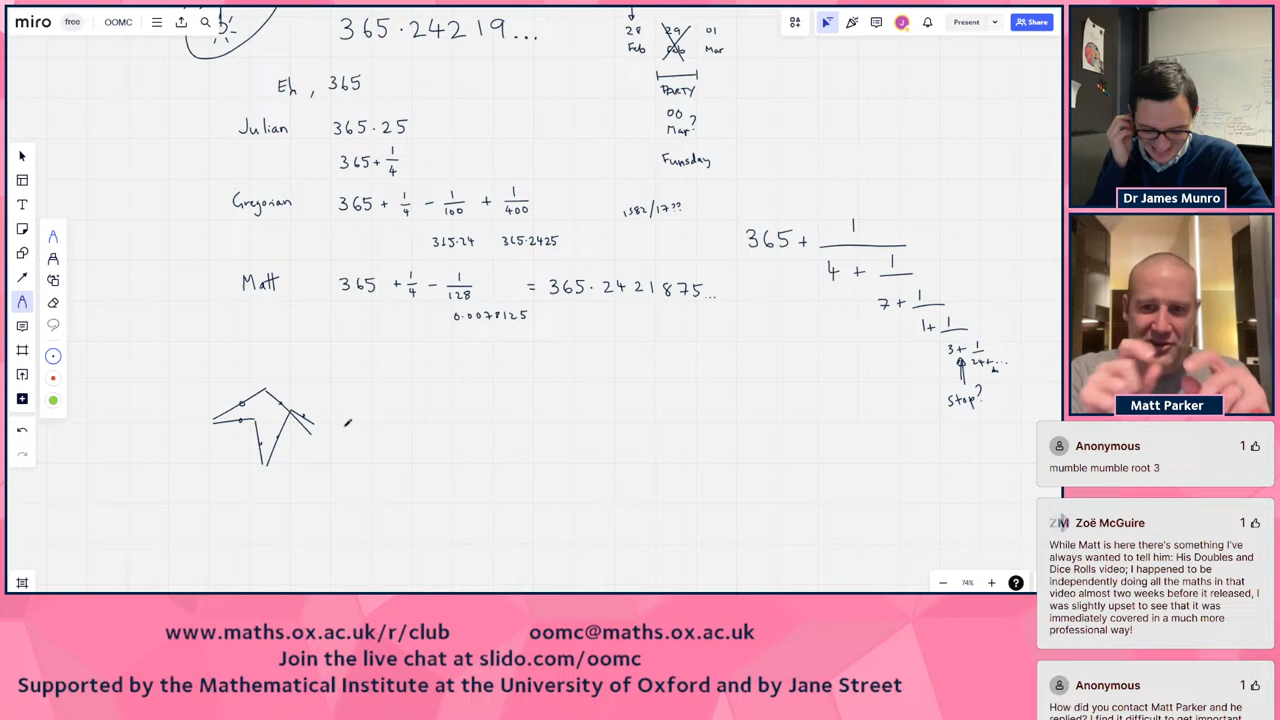 miro
free
OOMC
Present
Share
365.24219...
28 Feb
29 Feb
01 Mar
Eh, 365
PARTY
Julian 365.25
00 Mar?
365+ 1/4
Funsday
Gregorian 365 + 1/4 - 1/100 + 1/400
1582/17??
365.24 365.2425
Matt 365 + 1/4 - 1/128 = 365.2421875...
0.0078125
365 + 1
4 + 1
7 + 1
1 + 1
3 + 1
24+...
stop?
74%
Dr James Munro
Matt Parker
Anonymous 1
mumble mumble root 3
ZM Zoë McGuire 1
While Matt is here there's something I've
always wanted to tell him: His Doubles and
Dice Rolls video; I happened to be
independently doing all the maths in that
video almost two weeks before it released, I
was slightly upset to see that it was
immediately covered in a much more
professional way!
Anonymous 1
How did you contact Matt Parker and he
replied? I find it difficult to get important
www.maths.ox.ac.uk/r/club oomc@maths.ox.ac.uk
Join the live chat at slido.com/oomc
Supported by the Mathematical Institute at the University of Oxford and by Jane Street